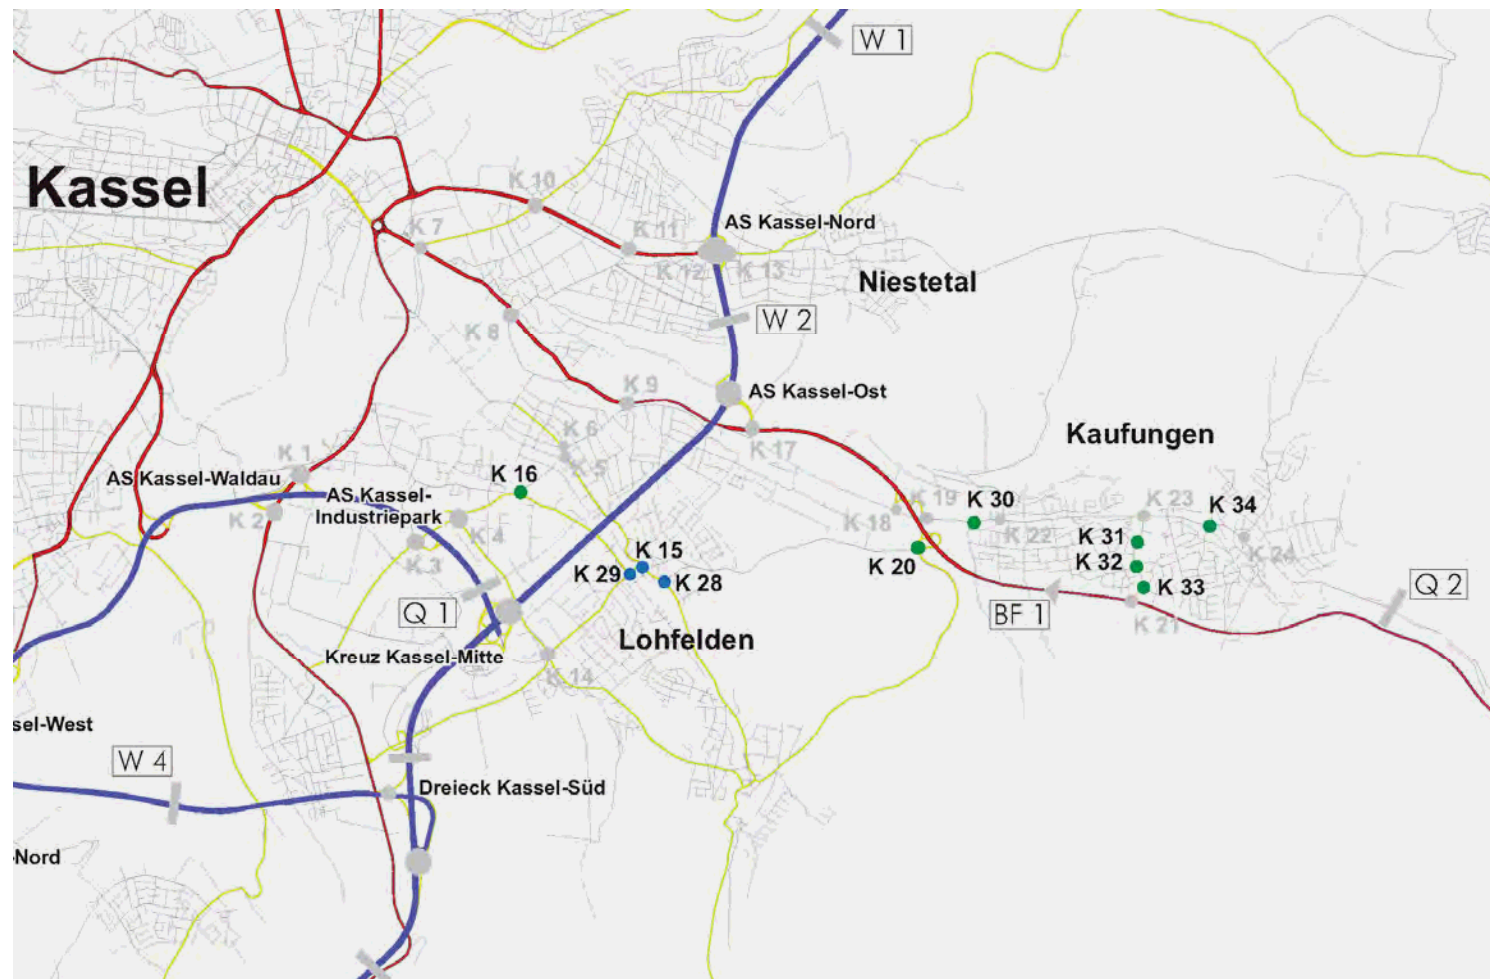 W 1
K 10
Kassel
AS Kassel-Nord
K 7
K 11
K 12
K 13
Niestetal
W 2
K 8
K 9
AS Kassel-Ost
K 6
Kaufungen
K 17
K 5
K 1
AS Kassel-Waldau
K 16
AS Kassel-
Industriepark
K 19
K 30
K 23
K 34
K 2
K 18
K 4
K 22
K 31
K 24
K 3
K 15
K 29
K 28
K 20
K 32
K 33
Q 2
Q 1
BF 1
K 21
Lohfelden
Kreuz Kassel-Mitte
K 14
sel-West
W 4
Dreieck Kassel-Süd
-Nord